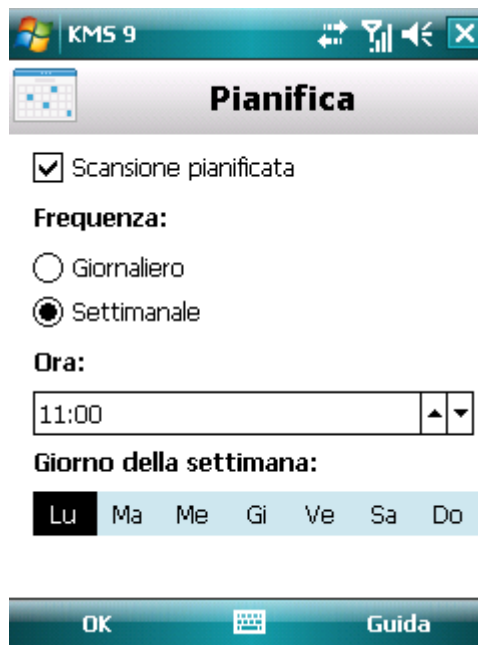 KMS 9
Pianifica
Scansione pianificata
Frequenza:
Giornaliero
Settimanale
Ora:
11:00
Giorno della settimana:
Lu Ma Me Gi Ve Sa Do
OK Guida